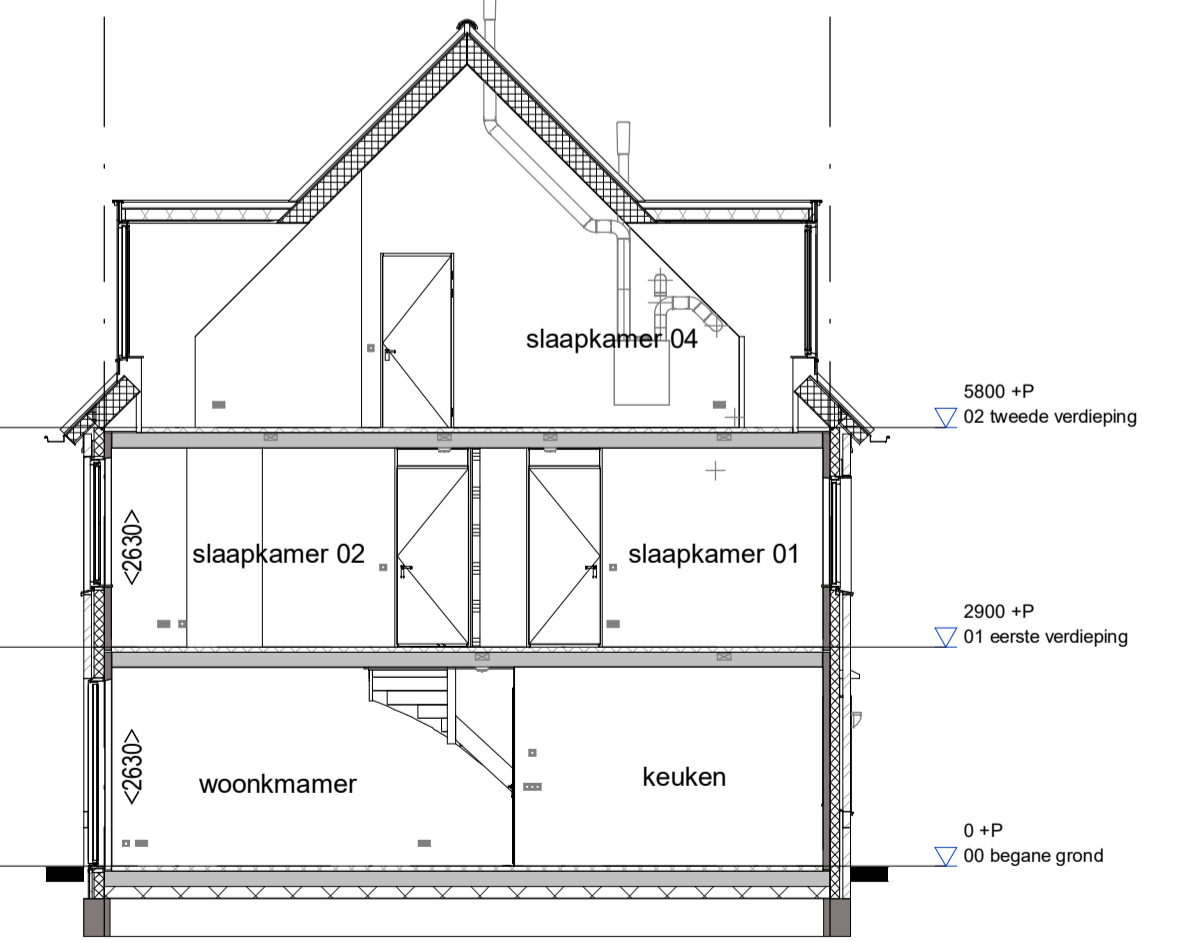 slaapkamer 04
5800 +P
02 tweede verdieping
<2630>
slaapkamer 02
slaapkamer 01
2900 +P
01 eerste verdieping
<2630>
woonkmamer
keuken
0 +P
00 begane grond